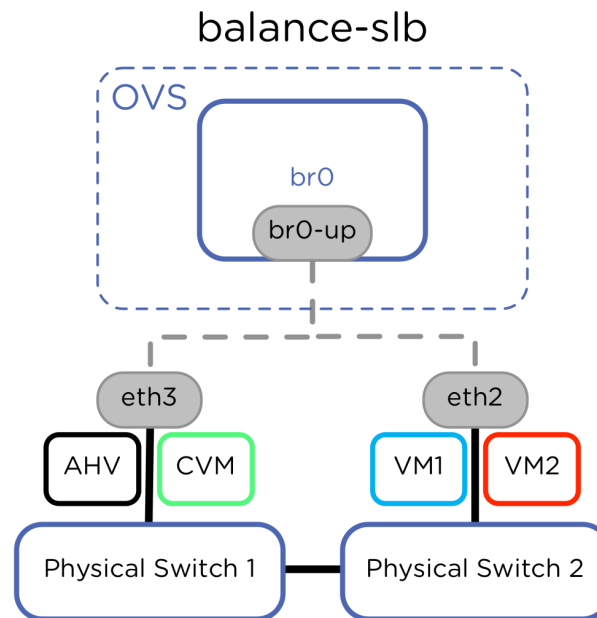 balance-slb
OVS
br0
br0-up
eth3
eth2
AHV
CVM
VM1
VM2
Physical Switch 1
Physical Switch 2